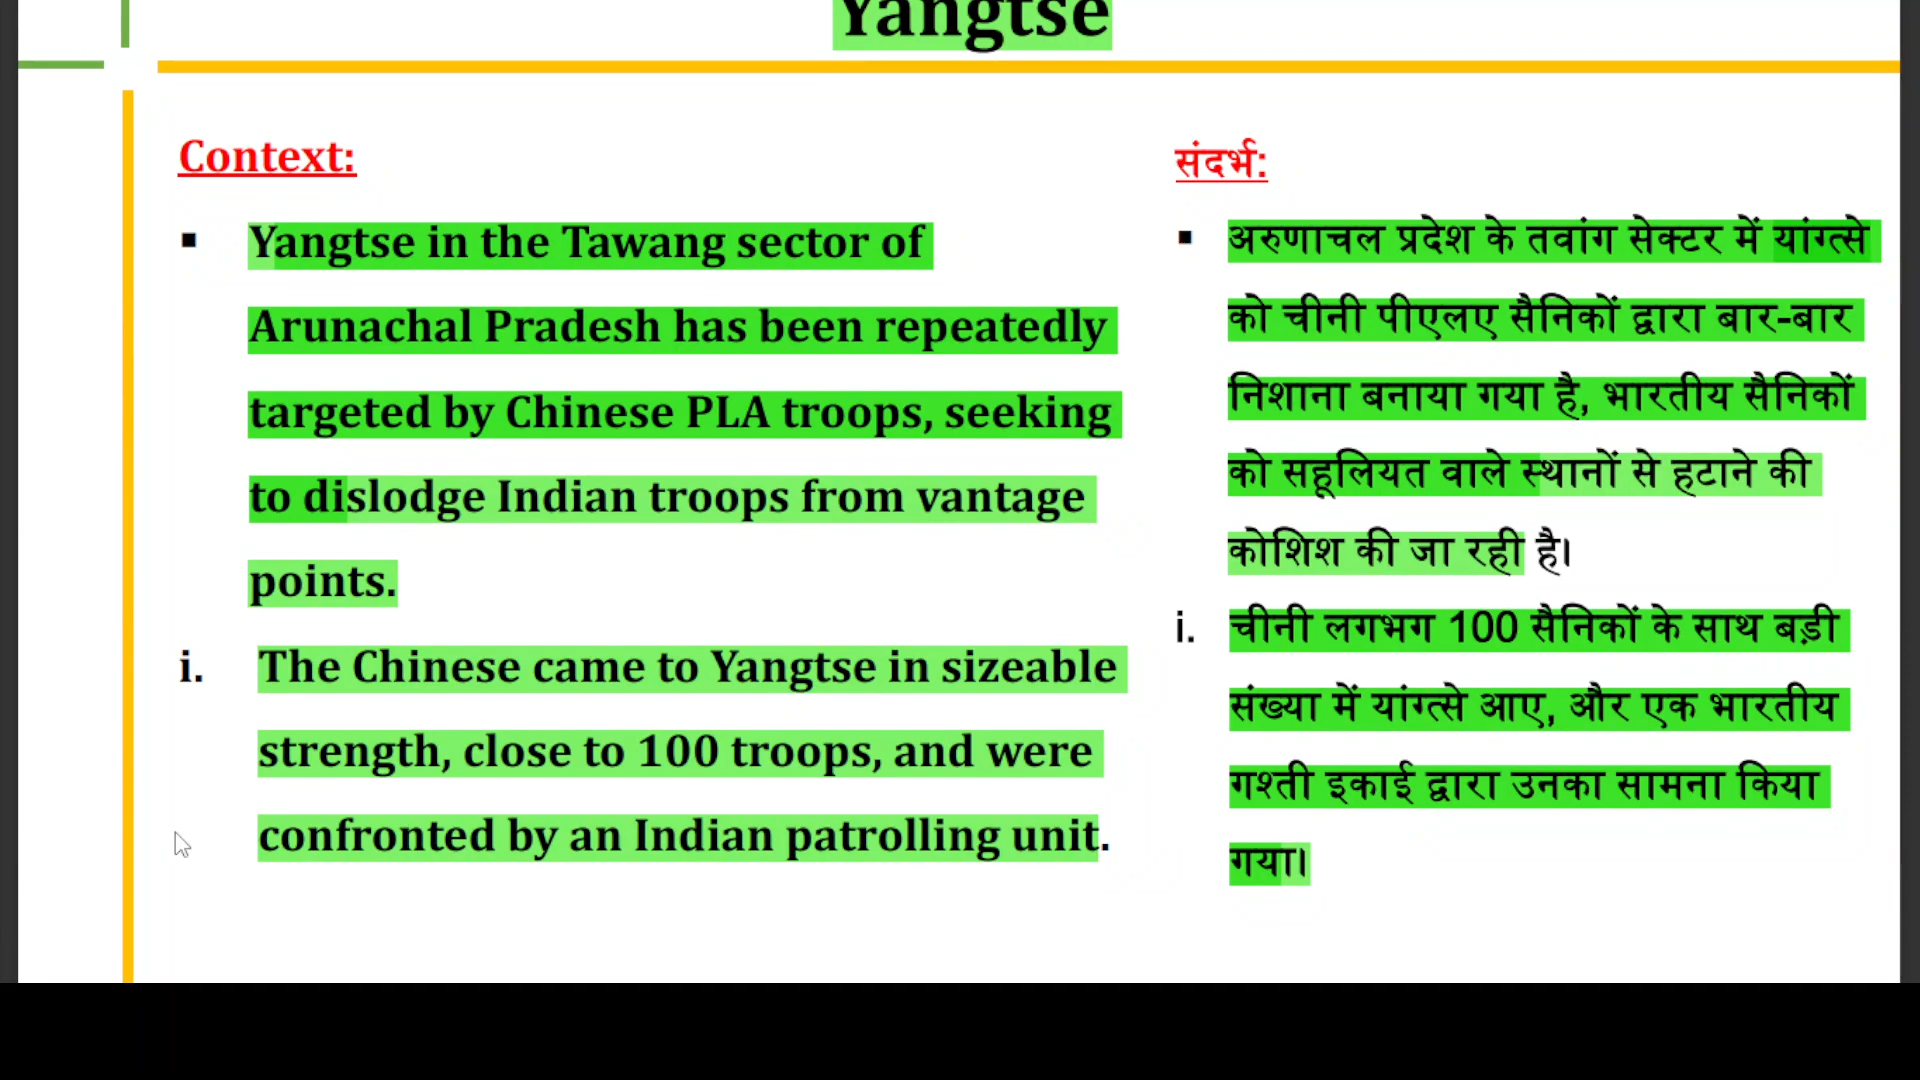 Yangtse
Context:
▪ Yangtse in the Tawang sector of
Arunachal Pradesh has been repeatedly
targeted by Chinese PLA troops, seeking
to dislodge Indian troops from vantage
points.
i. The Chinese came to Yangtse in sizeable
strength, close to 100 troops, and were
confronted by an Indian patrolling unit.
संदर्भ:
▪ अरुणाचल प्रदेश के तवांग सेक्टर में यांग्त्से
को चीनी पीएलए सैनिकों द्वारा बार-बार
निशाना बनाया गया है, भारतीय सैनिकों
को सहूलियत वाले स्थानों से हटाने की
कोशिश की जा रही है।
i. चीनी लगभग 100 सैनिकों के साथ बड़ी
संख्या में यांग्त्से आए, और एक भारतीय
गश्ती इकाई द्वारा उनका सामना किया
गया।